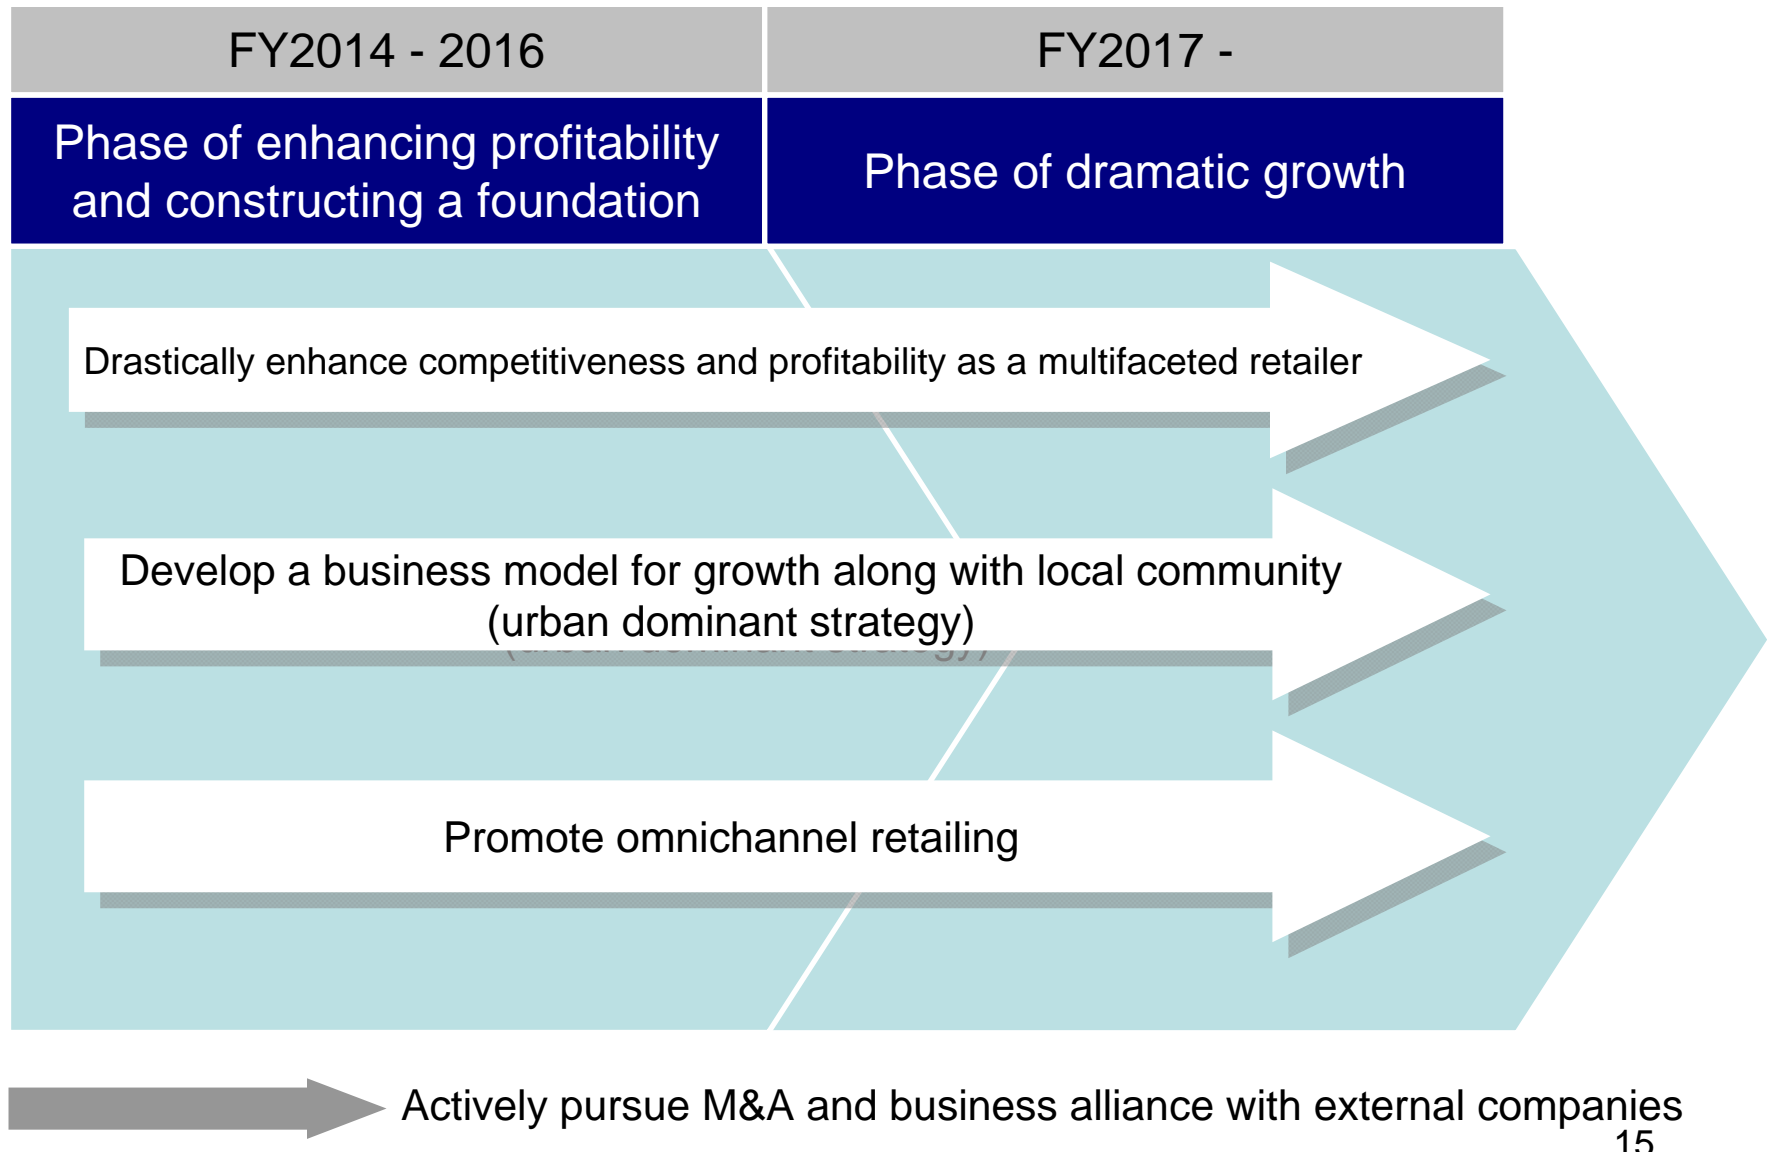 FY2014 - 2016
FY2017 -
Phase of enhancing profitability
and constructing a foundation
Phase of dramatic growth
Drastically enhance competitiveness and profitability as a multifaceted retailer
Develop a business model for growth along with local community
(urban dominant strategy)
Promote omnichannel retailing
Actively pursue M&A and business alliance with external companies
15